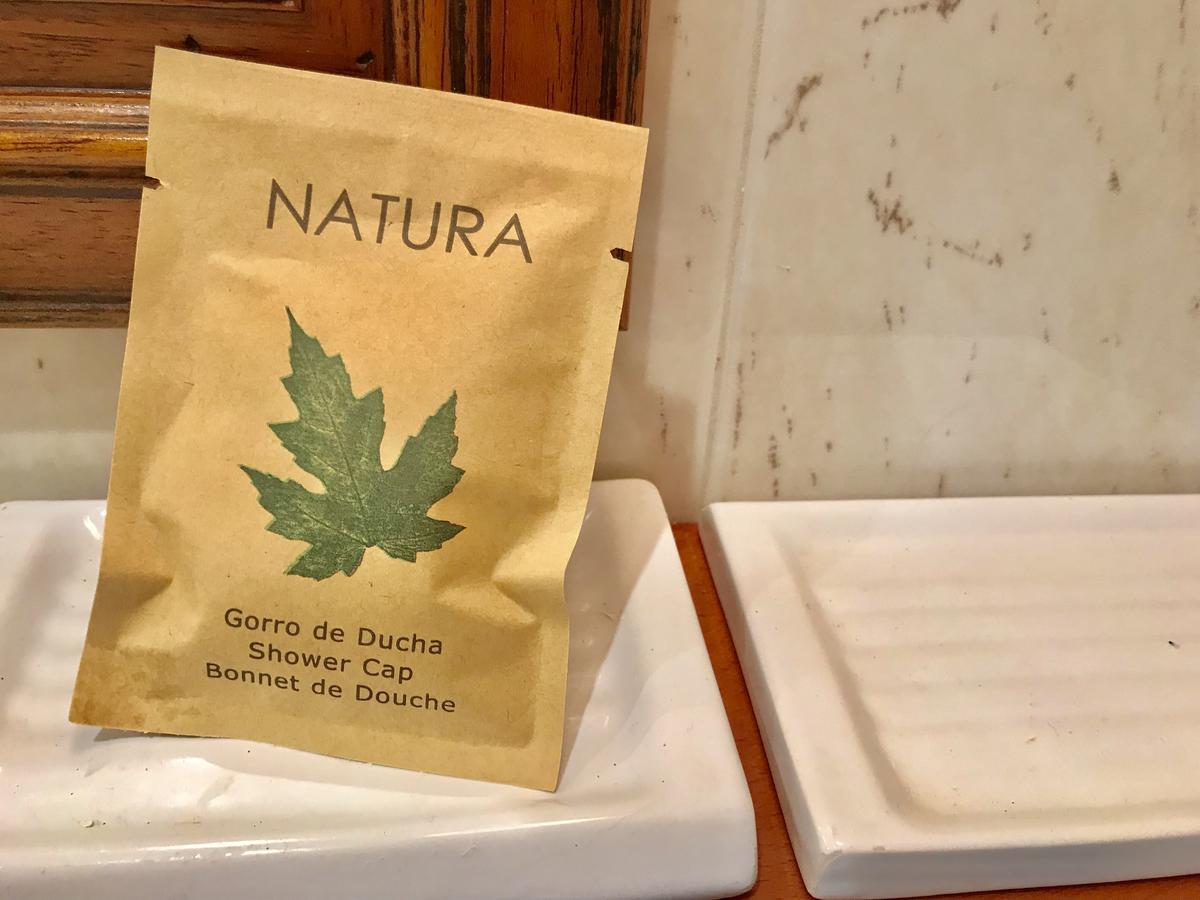 NATURA
Gorro de Ducha
Shower Cap
Bonnet de Douche